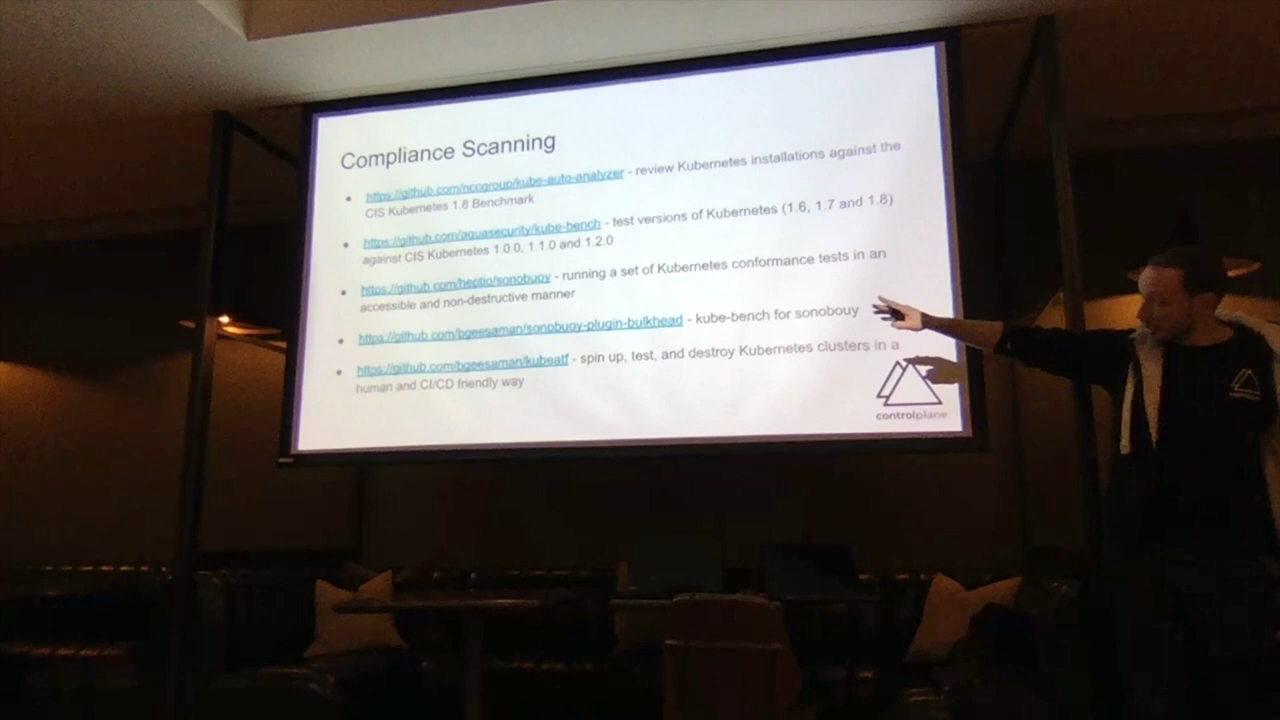 Compliance Scanning
https://github.com/nccgroup/kube-auto-analyzer - review Kubernetes installations against the
CIS Kubernetes 1.8 Benchmark
https://github.com/aquasecurity/kube-bench - test versions of Kubernetes (1.6, 1.7 and 1.8)
against CIS Kubernetes 1.0.0, 1.1.0 and 1.2.0
https://github.com/heptio/sonobuoy - running a set of Kubernetes conformance tests in an
accessible and non-destructive manner
https://github.com/bgeesaman/sonobuoy-plugin-bulkhead - kube-bench for sonobouy
https://github.com/bgeesaman/kubeatf - spin up, test, and destroy Kubernetes clusters in a
human and CI/CD friendly way
controlplane